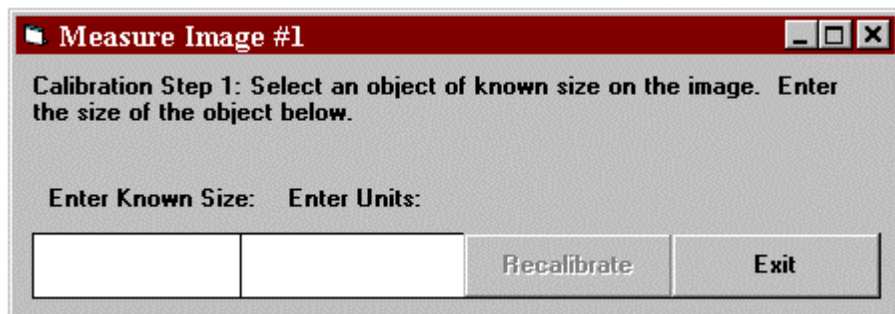 Measure Image #1
Calibration Step 1: Select an object of known size on the image.  Enter
the size of the object below.
Enter Known Size: Enter Units:
Recalibrate Exit